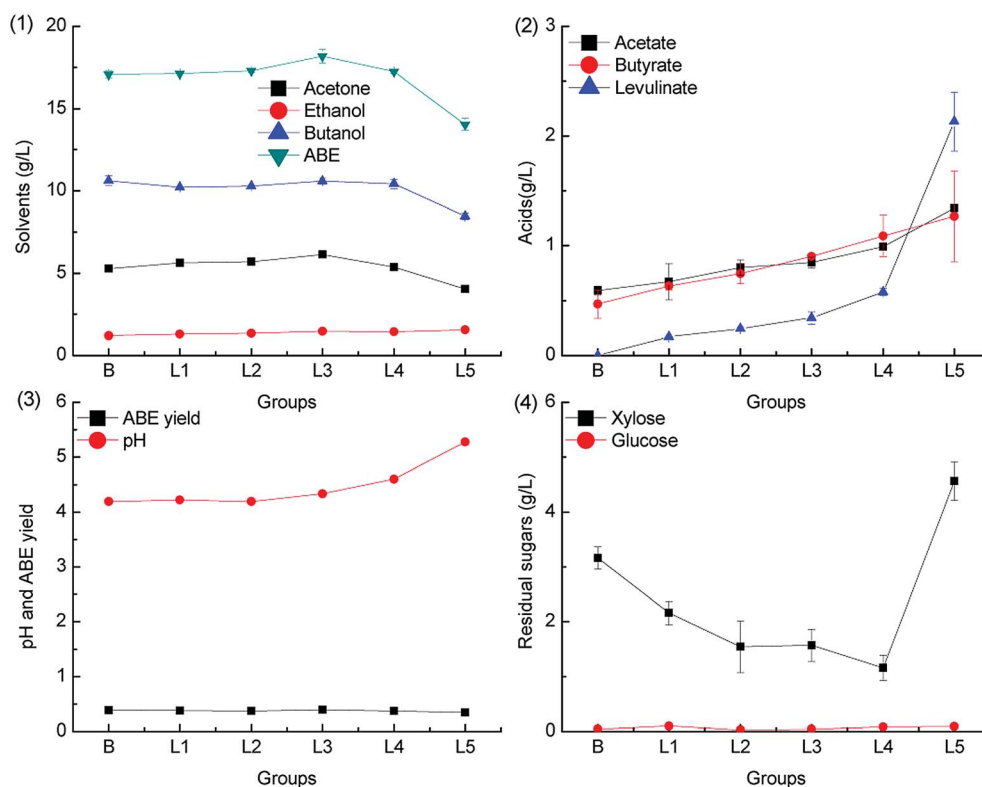 (1)
20
15
10
5
0
Solvents (g/L)
Acetone
Ethanol
Butanol
ABE
B L1 L2 L3 L4 L5
Groups
(2)
3
2
1
0
Acids(g/L)
Acetate
Butyrate
Levulinate
B L1 L2 L3 L4 L5
Groups
(3)
6
5
4
3
2
1
0
pH and ABE yield
ABE yield
pH
B L1 L2 L3 L4 L5
Groups
(4)
6
4
2
0
Residual sugars (g/L)
Xylose
Glucose
B L1 L2 L3 L4 L5
Groups